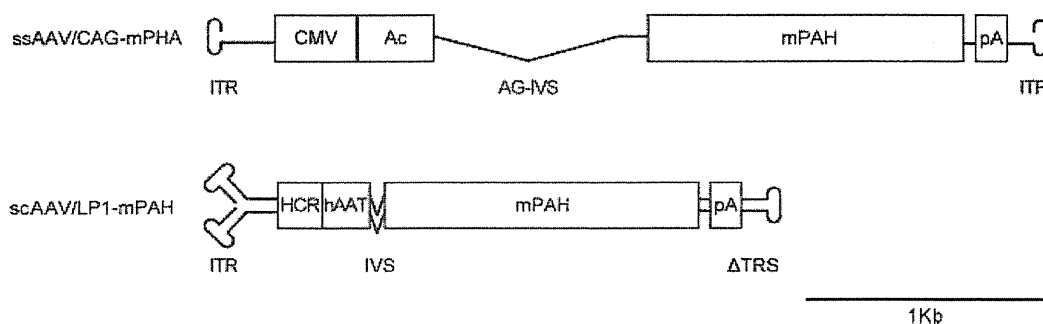 ssAAV/CAG-mPHA CMV Ac mPAH pA
ITR AG-IVS ITR
scAAV/LP1-mPAH HCR hAAT mPAH pA
ITR IVS ΔTRS
1Kb